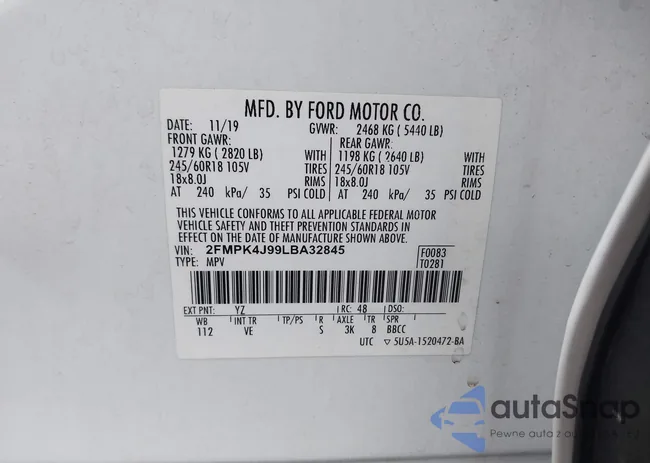 MFD. BY FORD MOTOR CO.
DATE: 11/19 GVWR: 2468 KG ( 5440 LB)
FRONT GAWR: REAR GAWR:
1279 KG ( 2820 LB) WITH 1198 KG ( 2640 LB) WITH
245/60R18 105V TIRES 245/60R18 105V TIRES
18x8.0J RIMS 18x8.0J RIMS
AT 240 kPa/ 35 PSI COLD AT 240 kPa/ 35 PSI COLD
THIS VEHICLE CONFORMS TO ALL APPLICABLE FEDERAL MOTOR
VEHICLE SAFETY AND THEFT PREVENTION STANDARDS IN
EFFECT ON THE DATE OF MANUFACTURE SHOWN ABOVE.
VIN: 2FMPK4J99LBA32845 F0083
TYPE: MPV T0281
EXT PNT: YZ RC: 48 DSO:
WB INT TR TP/PS R AXLE TR SPR
112 VE S 3K 8 BBCC
UTC ▽ 5U5A-1520472-BA
autoSnap
Pewne auta z